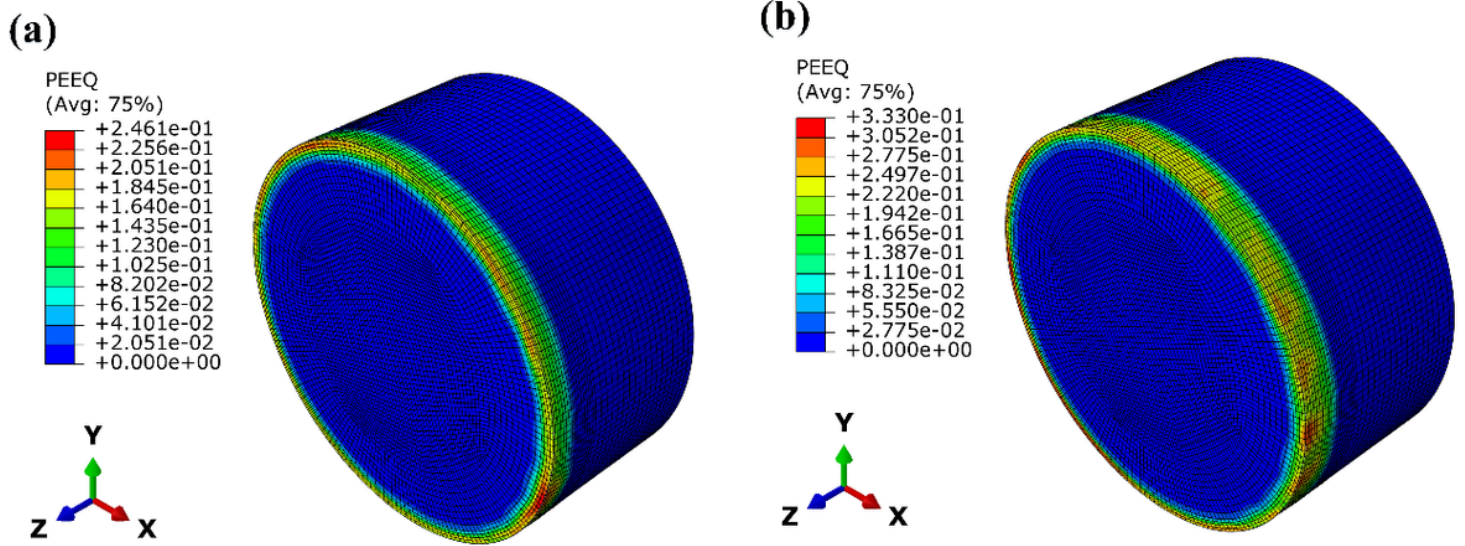 (a)
PEEQ
(Avg: 75%)
+2.461e-01
+2.256e-01
+2.051e-01
+1.845e-01
+1.640e-01
+1.435e-01
+1.230e-01
+1.025e-01
+8.202e-02
+6.152e-02
+4.101e-02
+2.051e-02
+0.000e+00
Y
Z
X
(b)
PEEQ
(Avg: 75%)
+3.330e-01
+3.052e-01
+2.775e-01
+2.497e-01
+2.220e-01
+1.942e-01
+1.665e-01
+1.387e-01
+1.110e-01
+8.325e-02
+5.550e-02
+2.775e-02
+0.000e+00
Y
Z
X